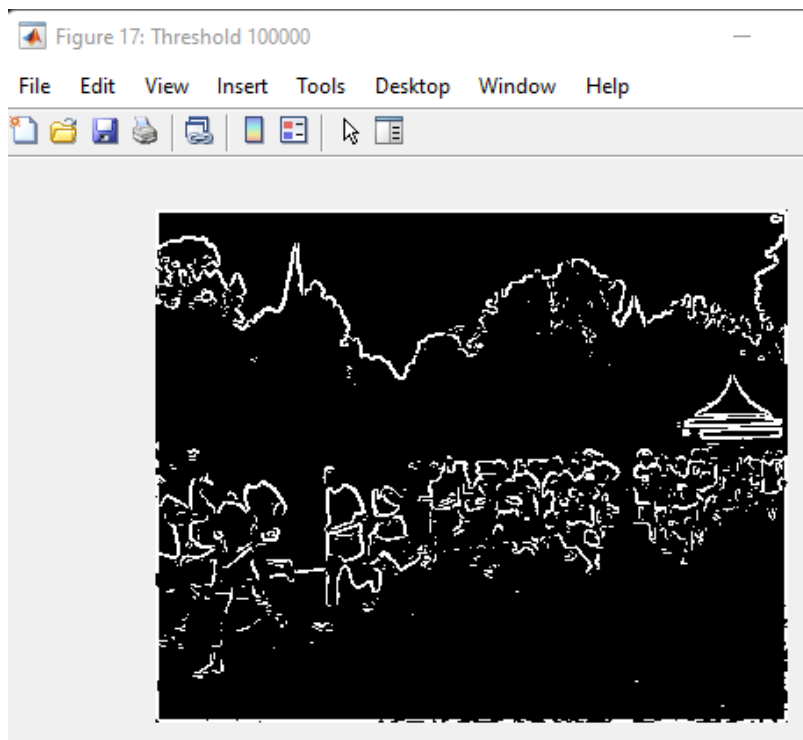 Figure 17: Threshold 100000
File Edit View Insert Tools Desktop Window Help